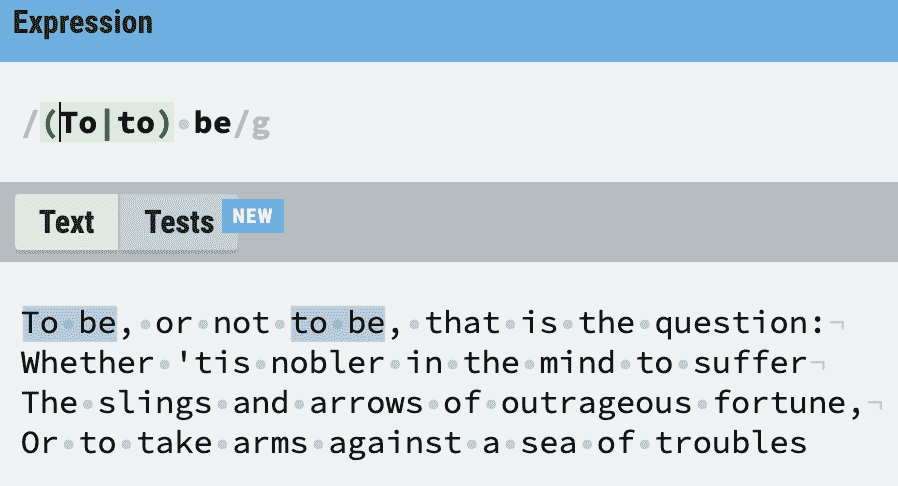 Expression
/(To|to) be/g
Text Tests NEW
To be, or not to be, that is the question:¬
Whether 'tis nobler in the mind to suffer¬
The slings and arrows of outrageous fortune,¬
Or to take arms against a sea of troubles